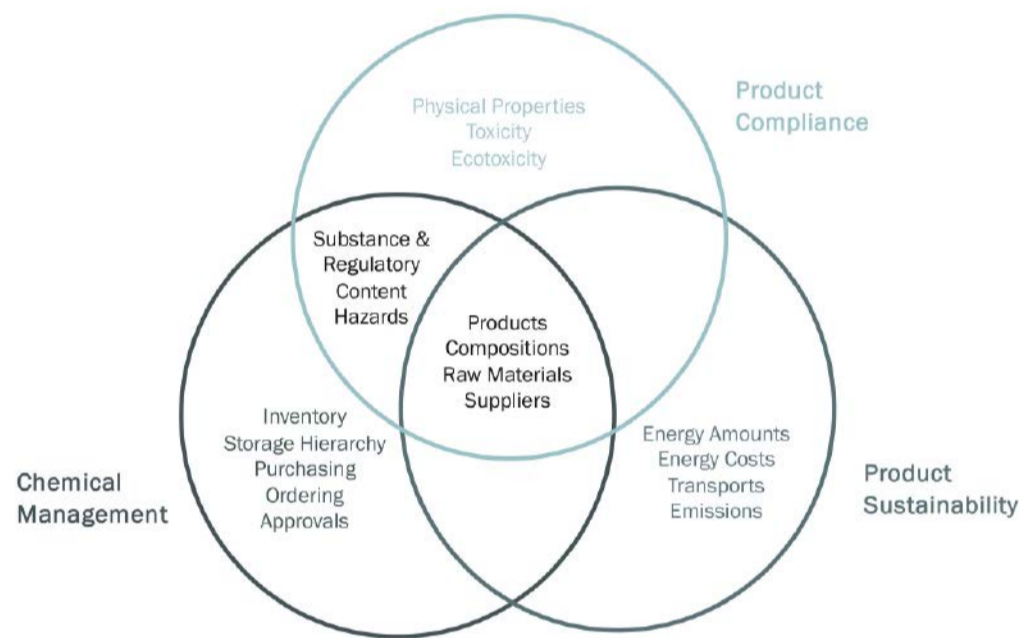 Physical Properties
Toxicity
Ecotoxicity
Product
Compliance
Substance &
Regulatory
Content
Hazards
Products
Compositions
Raw Materials
Suppliers
Inventory
Storage Hierarchy
Purchasing
Ordering
Approvals
Energy Amounts
Energy Costs
Transports
Emissions
Chemical
Management
Product
Sustainability